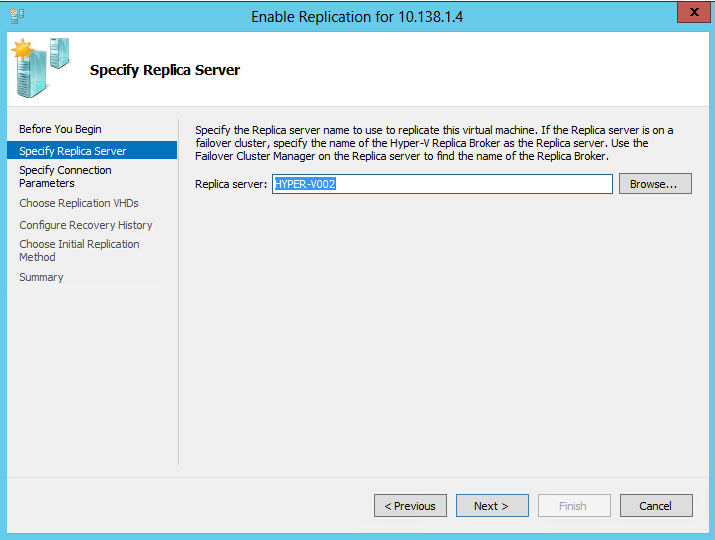 Enable Replication for 10.138.1.4
X
Specify Replica Server
Before You Begin
Specify Replica Server
Specify Connection
Parameters
Choose Replication VHDs
Configure Recovery History
Choose Initial Replication
Method
Summary
Specify the Replica server name to use to replicate this virtual machine. If the Replica server is on a
failover cluster, specify the name of the Hyper-V Replica Broker as the Replica server. Use the
Failover Cluster Manager on the Replica server to find the name of the Replica Broker.
Replica server: HYPER-V002 Browse...
< Previous Next > Finish Cancel